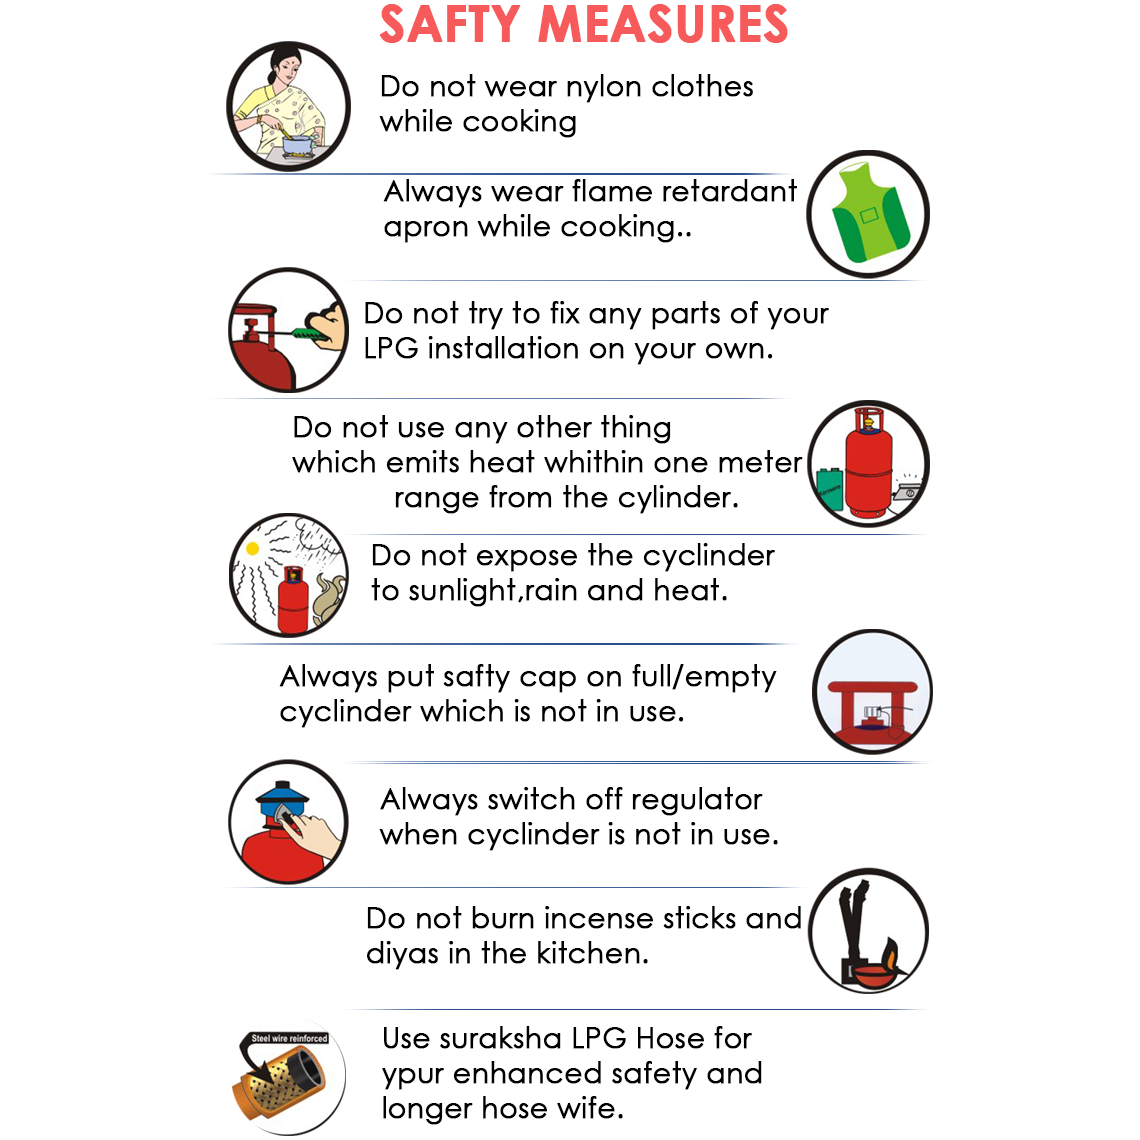 SAFTY MEASURES
Do not wear nylon clothes
while cooking
Always wear flame retardant
apron while cooking..
Do not try to fix any parts of your
LPG installation on your own.
Do not use any other thing
which emits heat whithin one meter
range from the cylinder.
Do not expose the cyclinder
to sunlight,rain and heat.
Always put safty cap on full/empty
cyclinder which is not in use.
Always switch off regulator
when cyclinder is not in use.
Do not burn incense sticks and
diyas in the kitchen.
Steel wire reinforced
Use suraksha LPG Hose for
ypur enhanced safety and
longer hose wife.